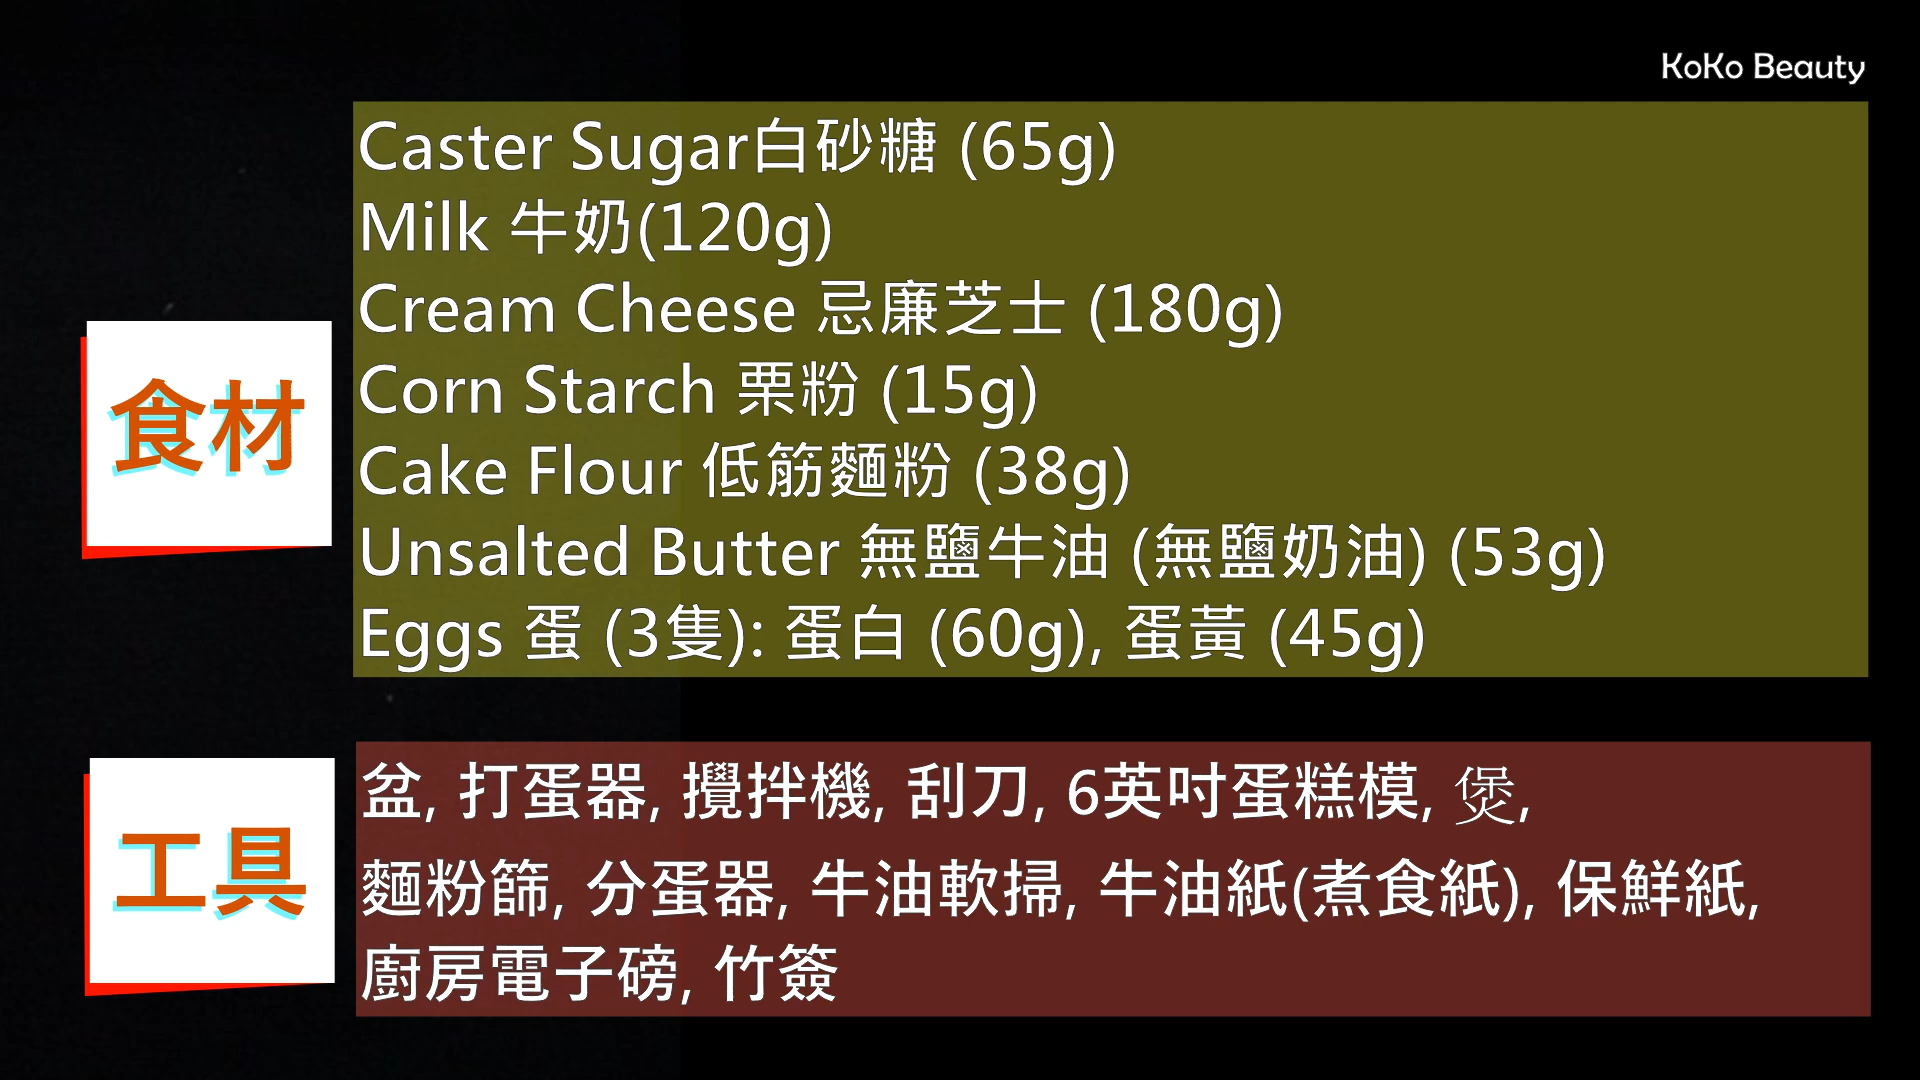 KoKo Beauty
食材
Caster Sugar白砂糖 (65g)
Milk 牛奶(120g)
Cream Cheese 忌廉芝士 (180g)
Corn Starch 粟粉 (15g)
Cake Flour 低筋麵粉 (38g)
Unsalted Butter 無鹽牛油 (無鹽奶油) (53g)
Eggs 蛋 (3隻): 蛋白 (60g), 蛋黃 (45g)
工具
盆, 打蛋器, 攪拌機, 刮刀, 6英吋蛋糕模, 煲,
麵粉篩, 分蛋器, 牛油軟掃, 牛油紙(煮食紙), 保鮮紙,
廚房電子磅, 竹簽